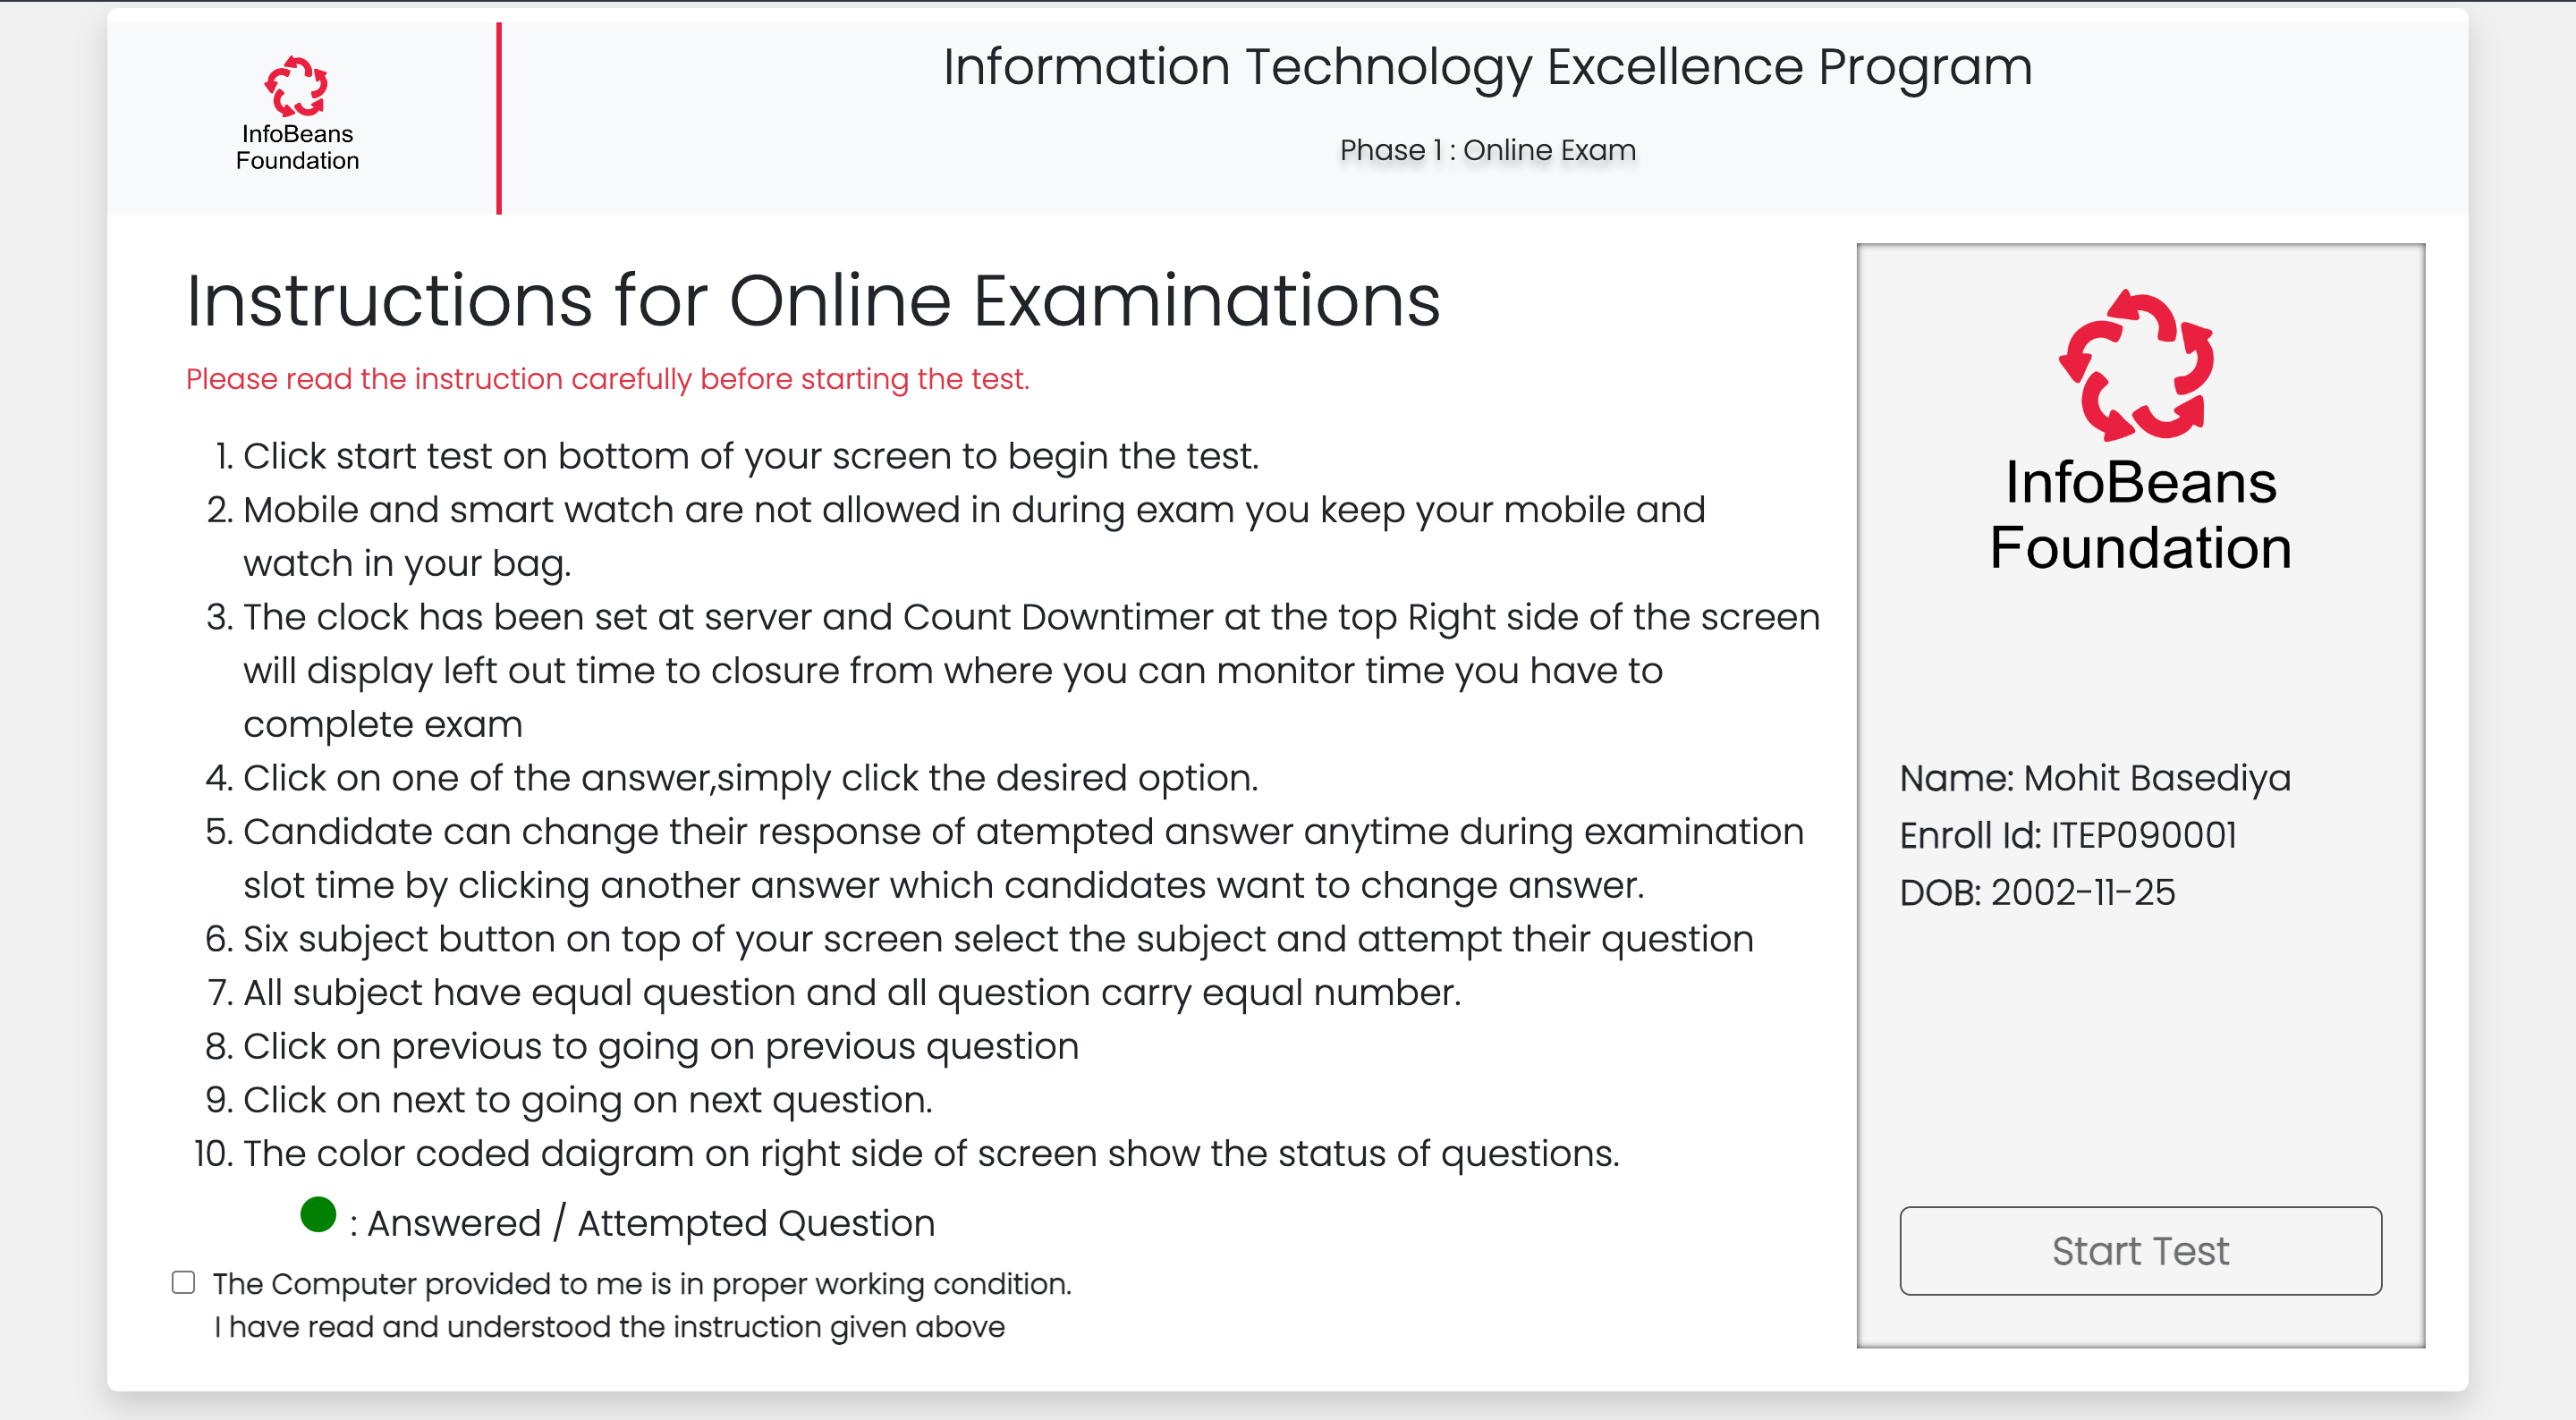 InfoBeans
Foundation
Information Technology Excellence Program
Phase 1 : Online Exam
Instructions for Online Examinations
Please read the instruction carefully before starting the test.
1. Click start test on bottom of your screen to begin the test.
2. Mobile and smart watch are not allowed in during exam you keep your mobile and
watch in your bag.
3. The clock has been set at server and Count Downtimer at the top Right side of the screen
will display left out time to closure from where you can monitor time you have to
complete exam
4. Click on one of the answer,simply click the desired option.
5. Candidate can change their response of atempted answer anytime during examination
slot time by clicking another answer which candidates want to change answer.
6. Six subject button on top of your screen select the subject and attempt their question
7. All subject have equal question and all question carry equal number.
8. Click on previous to going on previous question
9. Click on next to going on next question.
10. The color coded daigram on right side of screen show the status of questions.
: Answered / Attempted Question
The Computer provided to me is in proper working condition.
I have read and understood the instruction given above
InfoBeans
Foundation
Name: Mohit Basediya
Enroll Id: ITEP090001
DOB: 2002-11-25
Start Test